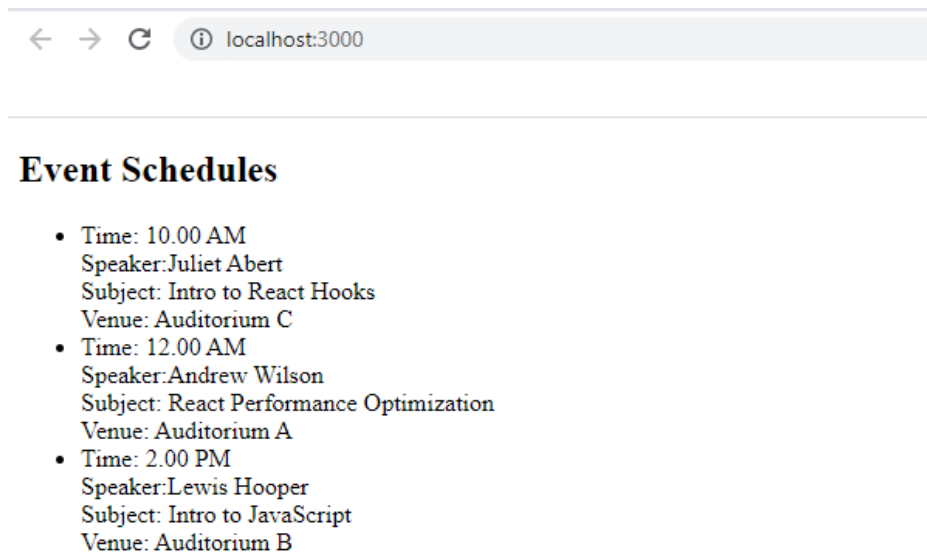 localhost:3000
Event Schedules
Time: 10.00 AM
Speaker:Juliet Abert
Subject: Intro to React Hooks
Venue: Auditorium C
Time: 12.00 AM
Speaker:Andrew Wilson
Subject: React Performance Optimization
Venue: Auditorium A
Time: 2.00 PM
Speaker:Lewis Hooper
Subject: Intro to JavaScript
Venue: Auditorium B